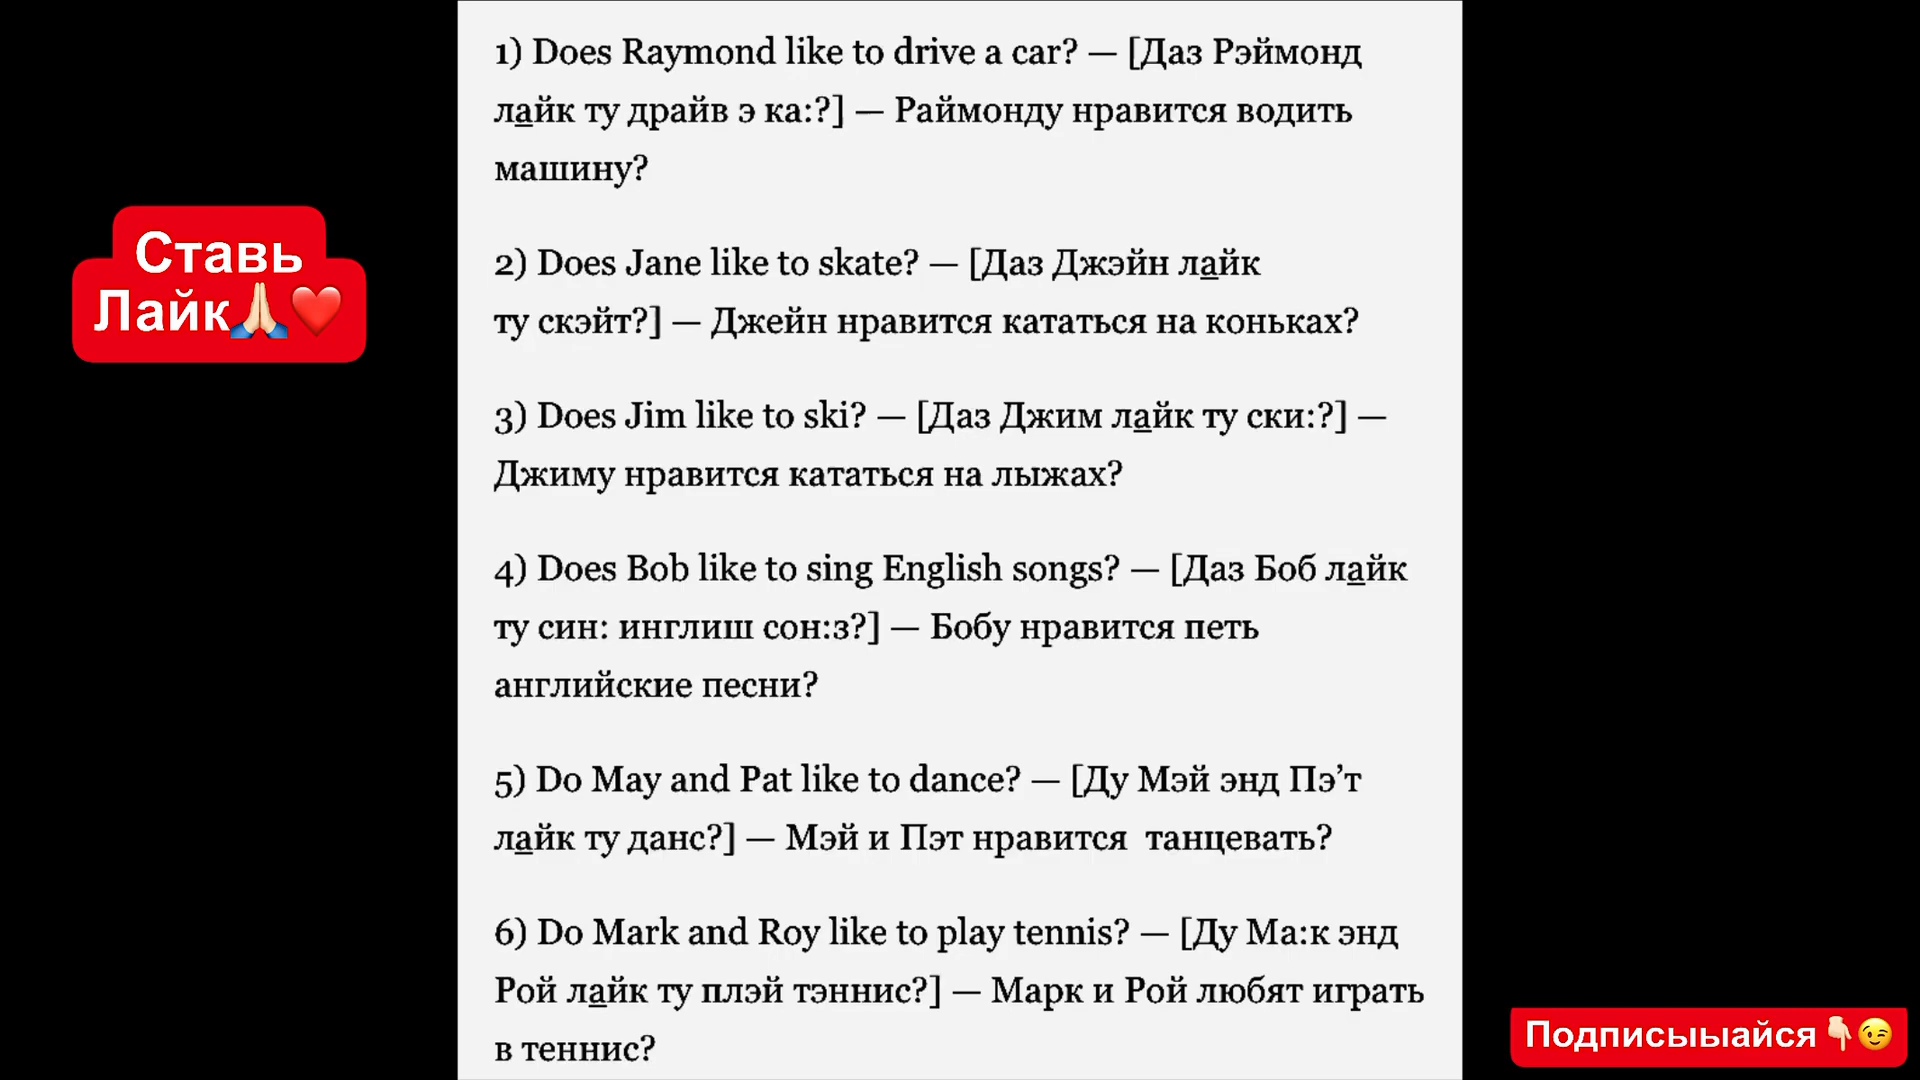 1) Does Raymond like to drive a car? — [Даз Рэймонд
лайк ту драйв э ка:?] — Раймонду нравится водить
машину?
Ставь
Лайк🙏🏻❤️
2) Does Jane like to skate? — [Даз Джэйн лайк
ту скэйт?] — Джейн нравится кататься на коньках?
3) Does Jim like to ski? — [Даз Джим лайк ту ски:?] —
Джиму нравится кататься на лыжах?
4) Does Bob like to sing English songs? — [Даз Боб лайк
ту син: инглиш сон:з?] — Бобу нравится петь
английские песни?
5) Do May and Pat like to dance? — [Ду Мэй энд Пэ’т
лайк ту данс?] — Мэй и Пэт нравится  танцевать?
6) Do Mark and Roy like to play tennis? — [Ду Ма:к энд
Рой лайк ту плэй тэннис?] — Марк и Рой любят играть
в теннис?
Подписыыайся👇🏻😉